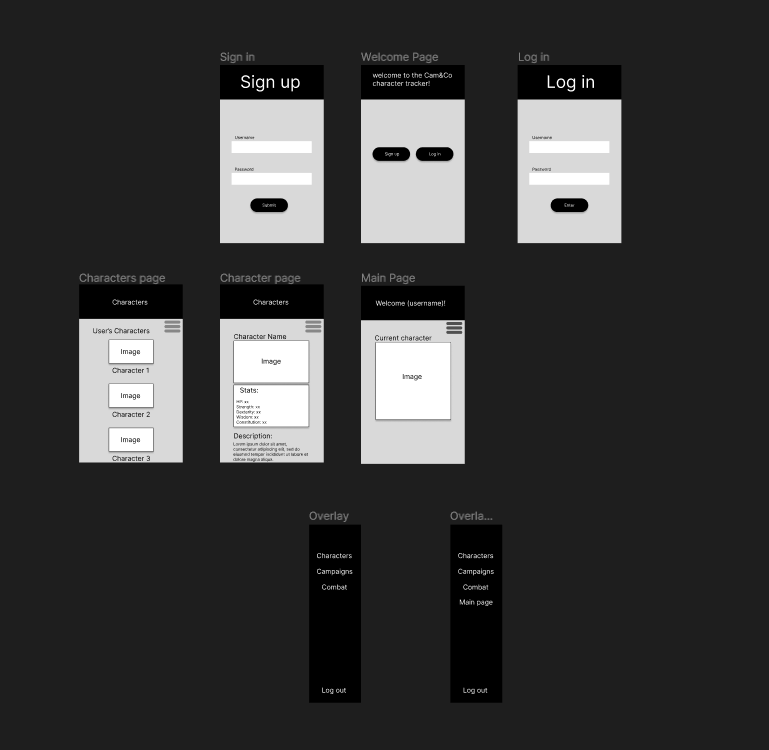 Sign in
Welcome Page
Log in
Sign up
welcome to the Cam&Co
character tracker!
Log in
Username
Password
Submit
Sign up
Log in
Username
Password
Enter
Characters page
Character page
Main Page
Characters
User's Characters
Image
Character 1
Image
Character 2
Image
Character 3
Characters
Character Name
Image
Stats:
HP: xx
Strength: xx
Dexterity: xx
Wisdom: xx
Constitution: xx
Description:
Lorem ipsum dolor sit amet,
consectetur adipiscing elit, sed do
eiusmod tempor incididunt ut labore et
dolore magna aliqua.
Welcome (username)!
Current character
Image
Overlay
Overla...
Characters
Campaigns
Combat
Log out
Characters
Campaigns
Combat
Main page
Log out